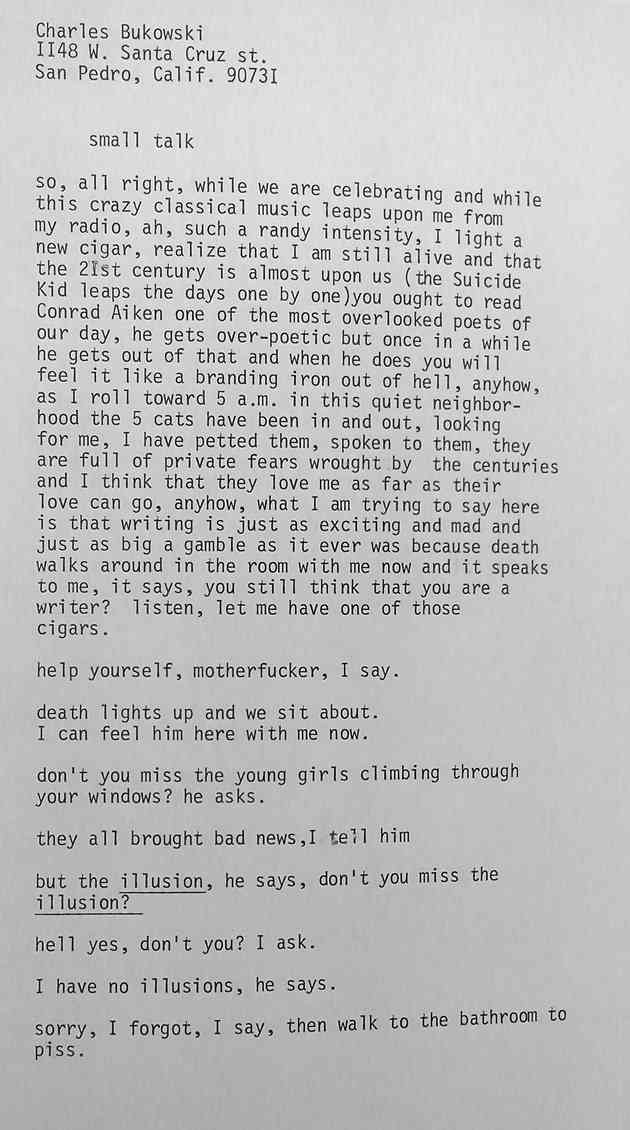 Charles Bukowski
II48 W. Santa Cruz st.
San Pedro, Calif. 9073I
small talk
so, all right, while we are celebrating and while
this crazy classical music leaps upon me from
my radio, ah, such a randy intensity, I light a
new cigar, realize that I am still alive and that
the 2Ist century is almost upon us (the Suicide
Kid leaps the days one by one)you ought to read
Conrad Aiken one of the most overlooked poets of
our day, he gets over-poetic but once in a while
he gets out of that and when he does you will
feel it like a branding iron out of hell, anyhow,
as I roll toward 5 a.m. in this quiet neighbor-
hood the 5 cats have been in and out, looking
for me, I have petted them, spoken to them, they
are full of private fears wrought by  the centuries
and I think that they love me as far as their
love can go, anyhow, what I am trying to say here
is that writing is just as exciting and mad and
just as big a gamble as it ever was because death
walks around in the room with me now and it speaks
to me, it says, you still think that you are a
writer?  listen, let me have one of those
cigars.
help yourself, motherfucker, I say.
death lights up and we sit about.
I can feel him here with me now.
don't you miss the young girls climbing through
your windows? he asks.
they all brought bad news,I tell him
but the illusion, he says, don't you miss the
illusion?
hell yes, don't you? I ask.
I have no illusions, he says.
sorry, I forgot, I say, then walk to the bathroom to
piss.